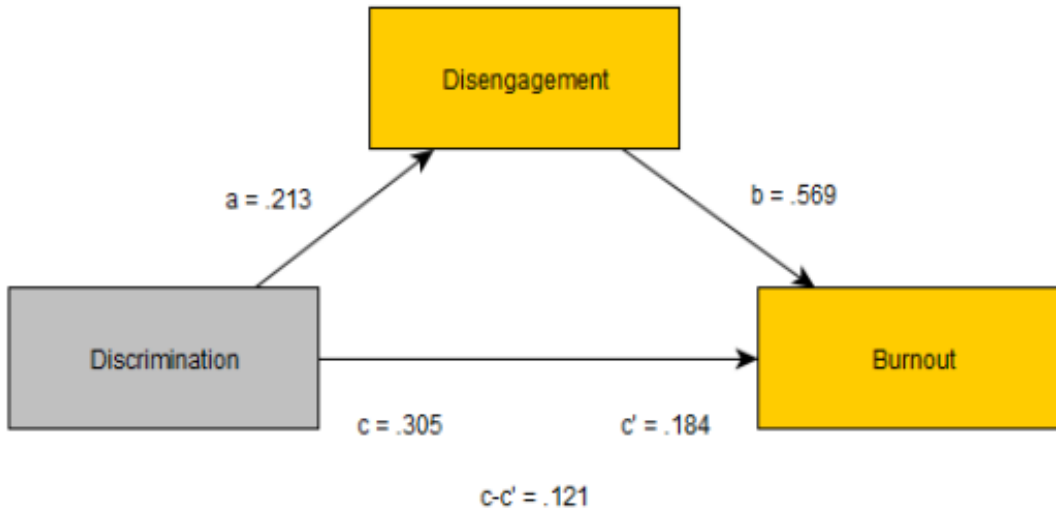 Disengagement
a = .213
b = .569
Discrimination
Burnout
c = .305
c' = .184
c-c' = .121